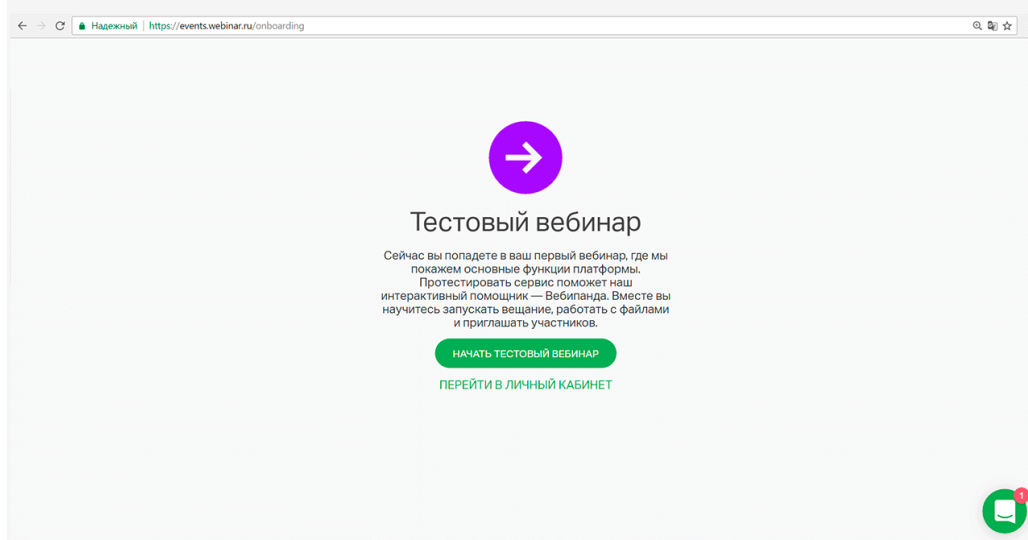 Надежный | https://events.webinar.ru/onboarding
Тестовый вебинар
Сейчас вы попадете в ваш первый вебинар, где мы
покажем основные функции платформы.
Протестировать сервис поможет наш
интерактивный помощник — Вебипанда. Вместе вы
научитесь запускать вещание, работать с файлами
и приглашать участников.
НАЧАТЬ ТЕСТОВЫЙ ВЕБИНАР
ПЕРЕЙТИ В ЛИЧНЫЙ КАБИНЕТ
1